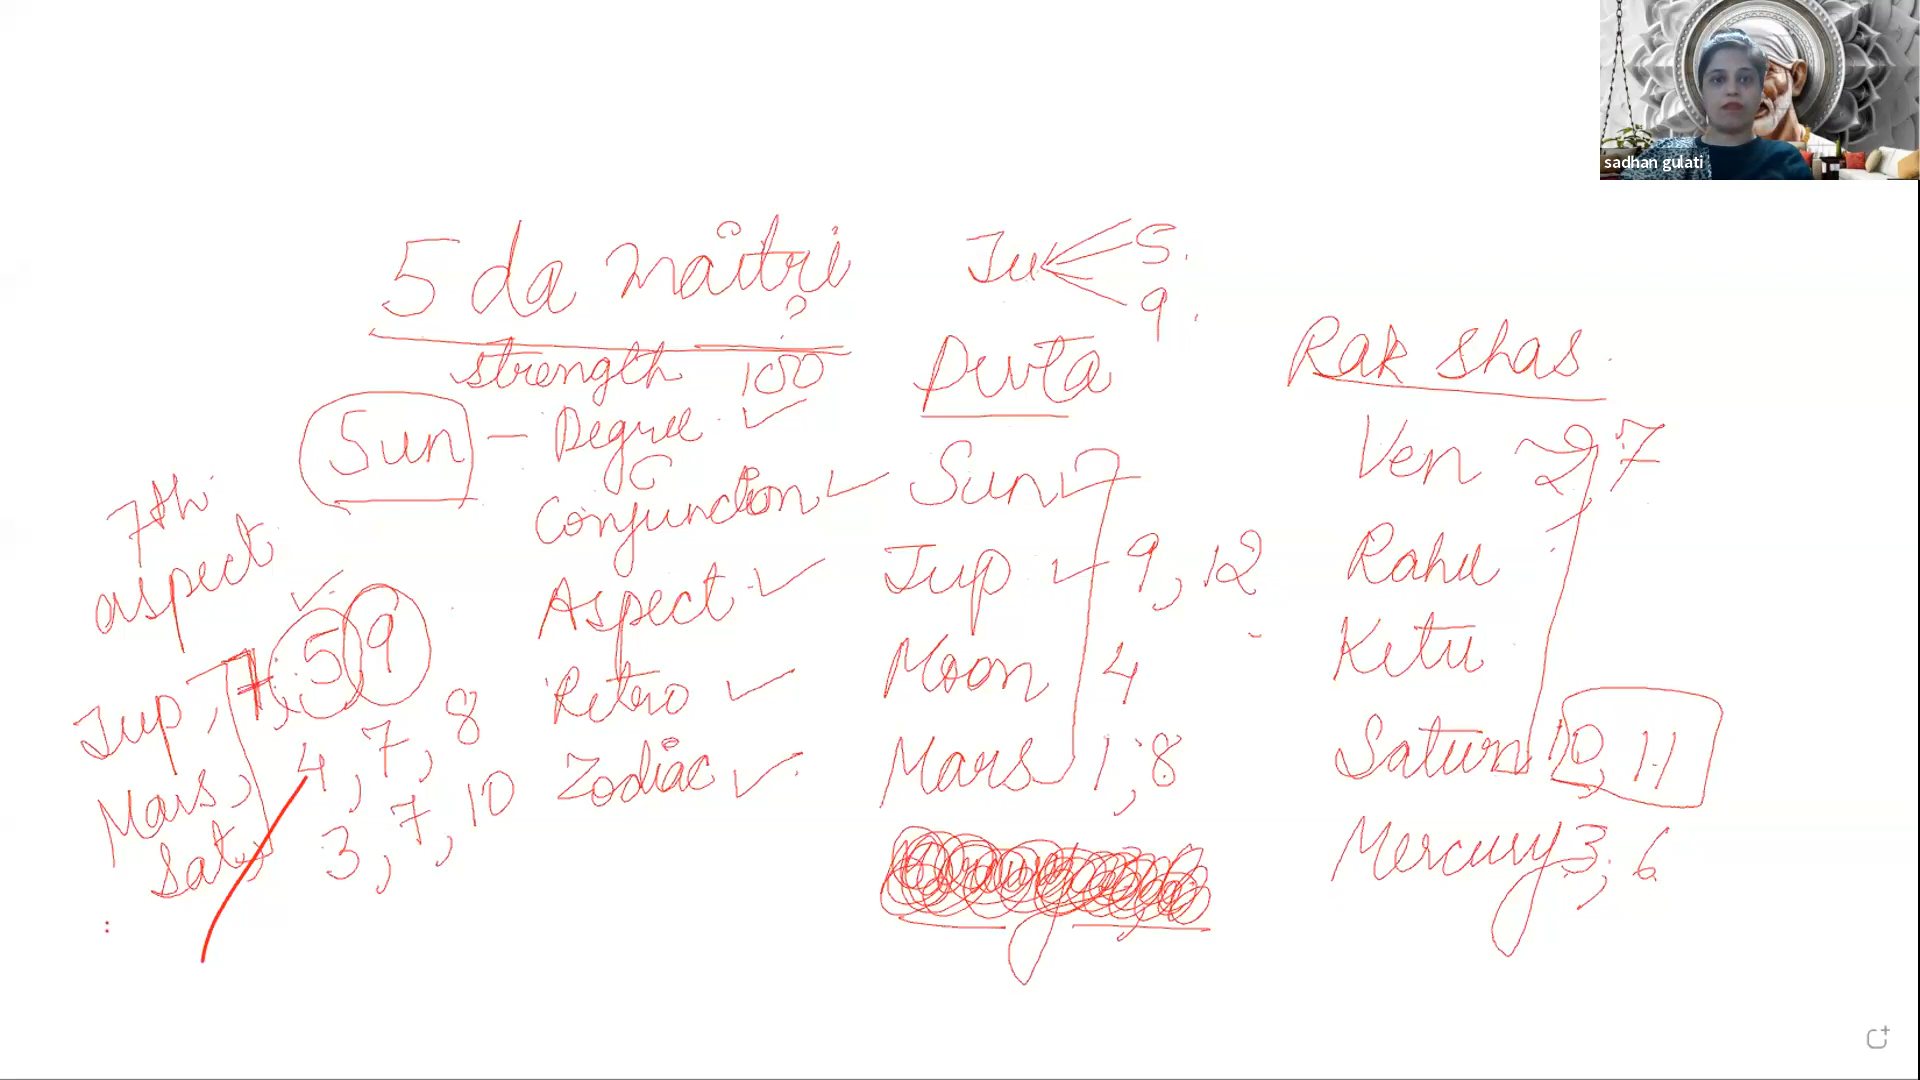 sadhan gulati
5 da maitri
Ju 5.
9.
strength 100
Devta
Rakshas.
Sun - Degree
Conjunction
Aspect
Retro
Zodiac
7th
aspect
Jup, 7, 5, 9
Mars, 4, 7, 8
Sat, 3, 7, 10
Sun
Jup 9, 12
Moon 4
Mars 1, 8
Ven 2, 7
Rahu
Ketu
Saturn 10, 11
Mercury 3, 6